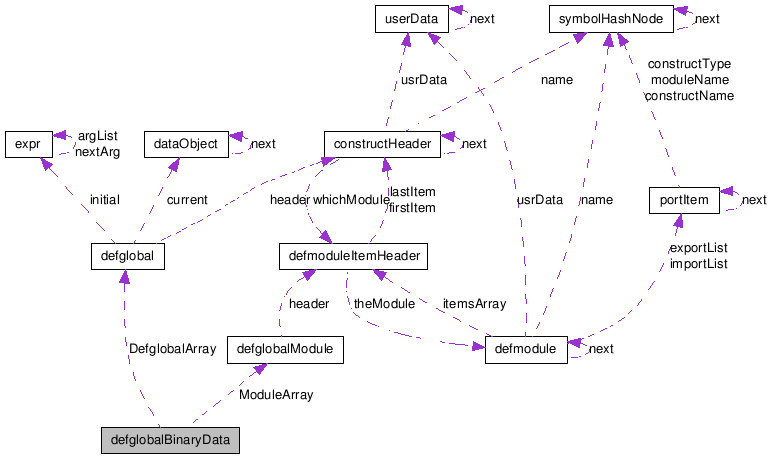 userData
next
symbolHashNode
next
constructType
moduleName
constructName
usrData
name
expr
argList
nextArg
dataObject
next
constructHeader
next
initial
current
header
whichModule
lastItem
firstItem
usrData
name
portItem
next
defglobal
defmoduleItemHeader
exportList
importList
header
theModule
itemsArray
DefglobalArray
defglobalModule
defmodule
next
ModuleArray
defglobalBinaryData